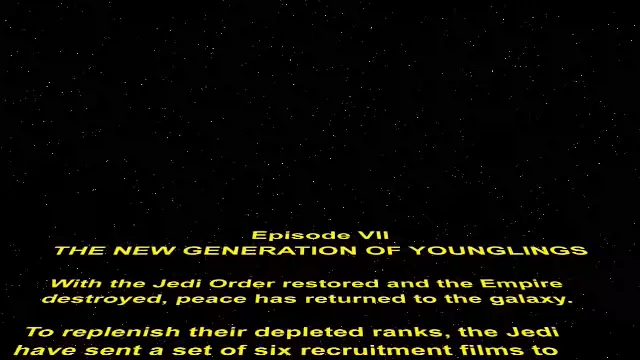 Episode VII
THE NEW GENERATION OF YOUNGLINGS
With the Jedi Order restored and the Empire
destroyed, peace has returned to the galaxy.
To replenish their depleted ranks, the Jedi
have sent a set of six recruitment films to